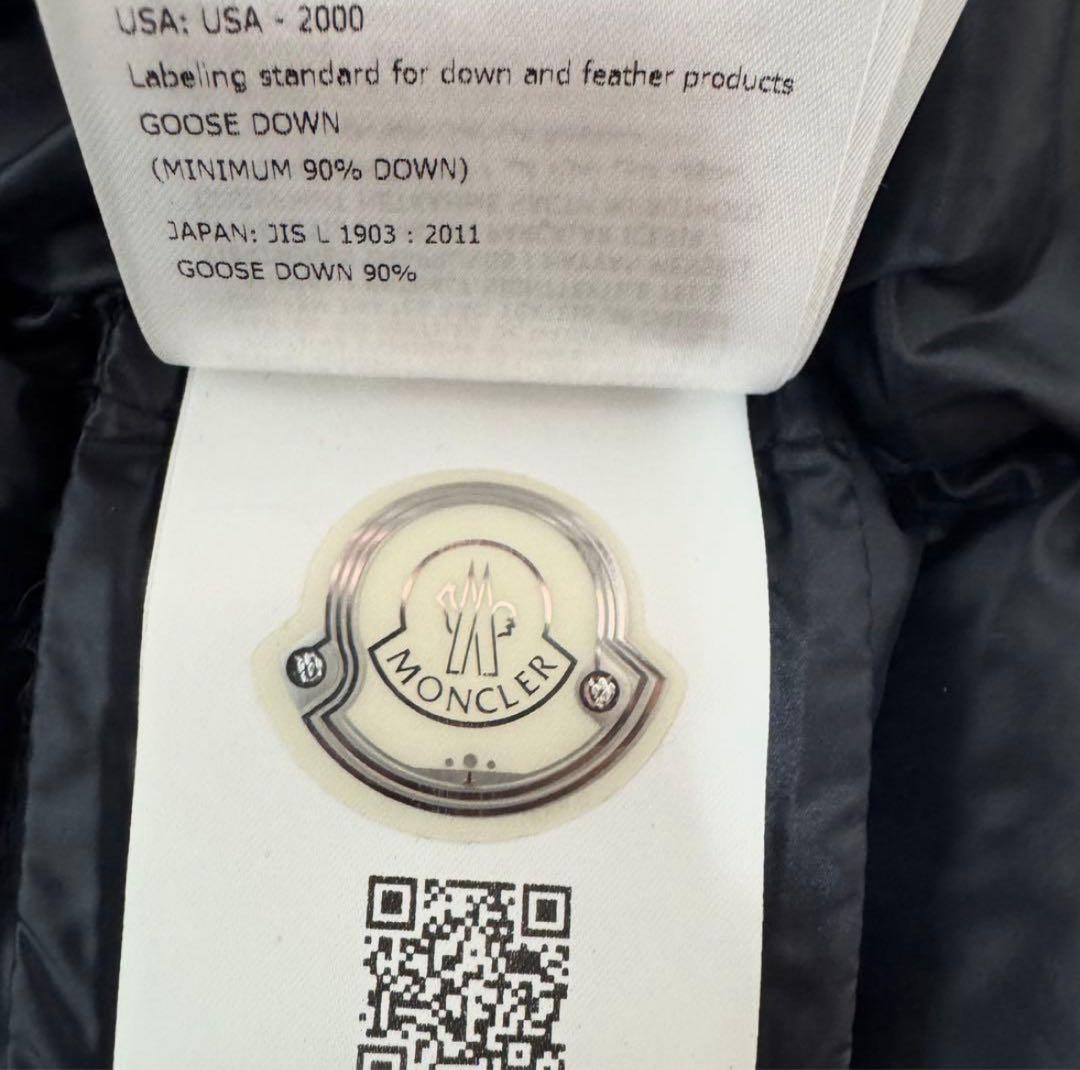 USA: USA - 2000
Labeling standard for down and feather products
GOOSE DOWN
(MINIMUM 90% DOWN)
JAPAN: JIS L 1903 : 2011
GOOSE DOWN 90%
MONCLER